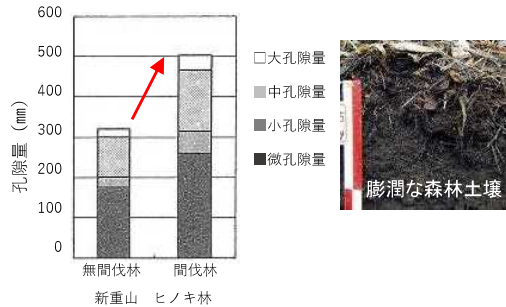 600
500
400
300
200
100
0
孔隙量（mm）
無間伐林
間伐林
新重山　ヒノキ林
大孔隙量
中孔隙量
小孔隙量
微孔隙量
膨潤な森林土壌